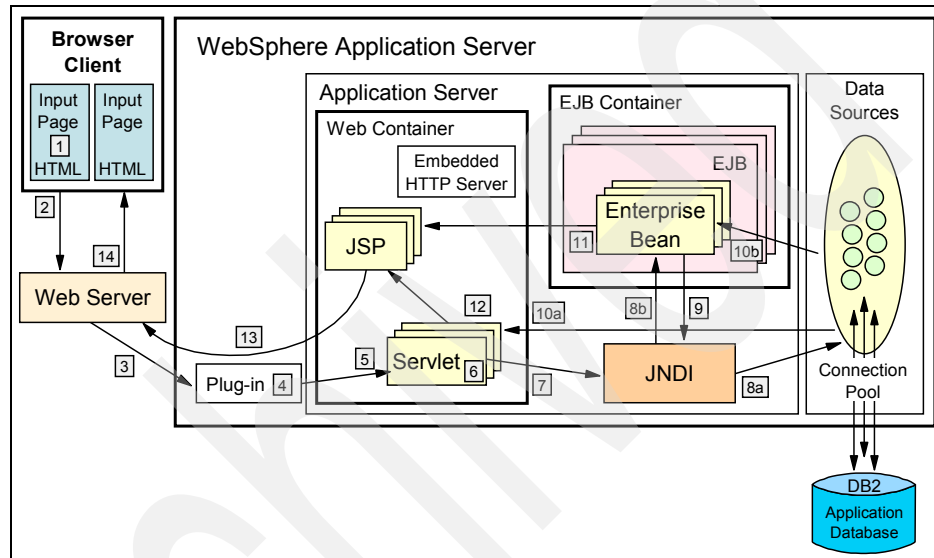 Browser
Client
Input
Page
1
HTML
Input
Page
HTML
2
14
Web Server
3
13
WebSphere Application Server
Application Server
Web Container
Embedded
HTTP Server
JSP
12
5
Servlet
6
Plug-in
4
7
EJB Container
EJB
Enterprise
Bean
11
10b
10a
8b
9
JNDI
8a
Data
Sources
Connection
Pool
DB2
Application
Database